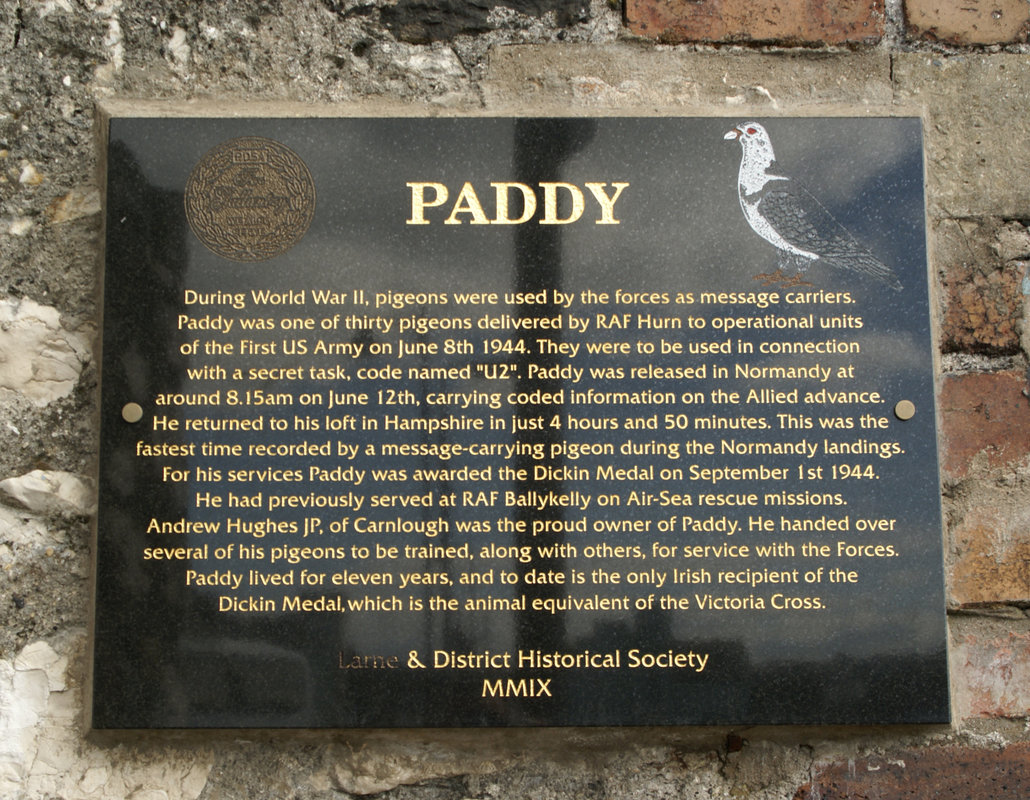 PDSA
PADDY
During World War II, pigeons were used by the forces as message carriers.
Paddy was one of thirty pigeons delivered by RAF Hurn to operational units
of the First US Army on June 8th 1944. They were to be used in connection
with a secret task, code named "U2". Paddy was released in Normandy at
around 8.15am on June 12th, carrying coded information on the Allied advance.
He returned to his loft in Hampshire in just 4 hours and 50 minutes. This was the
fastest time recorded by a message-carrying pigeon during the Normandy landings.
For his services Paddy was awarded the Dickin Medal on September 1st 1944.
He had previously served at RAF Ballykelly on Air-Sea rescue missions.
Andrew Hughes JP, of Carnlough was the proud owner of Paddy. He handed over
several of his pigeons to be trained, along with others, for service with the Forces.
Paddy lived for eleven years, and to date is the only Irish recipient of the
Dickin Medal, which is the animal equivalent of the Victoria Cross.
Larne & District Historical Society
MMIX